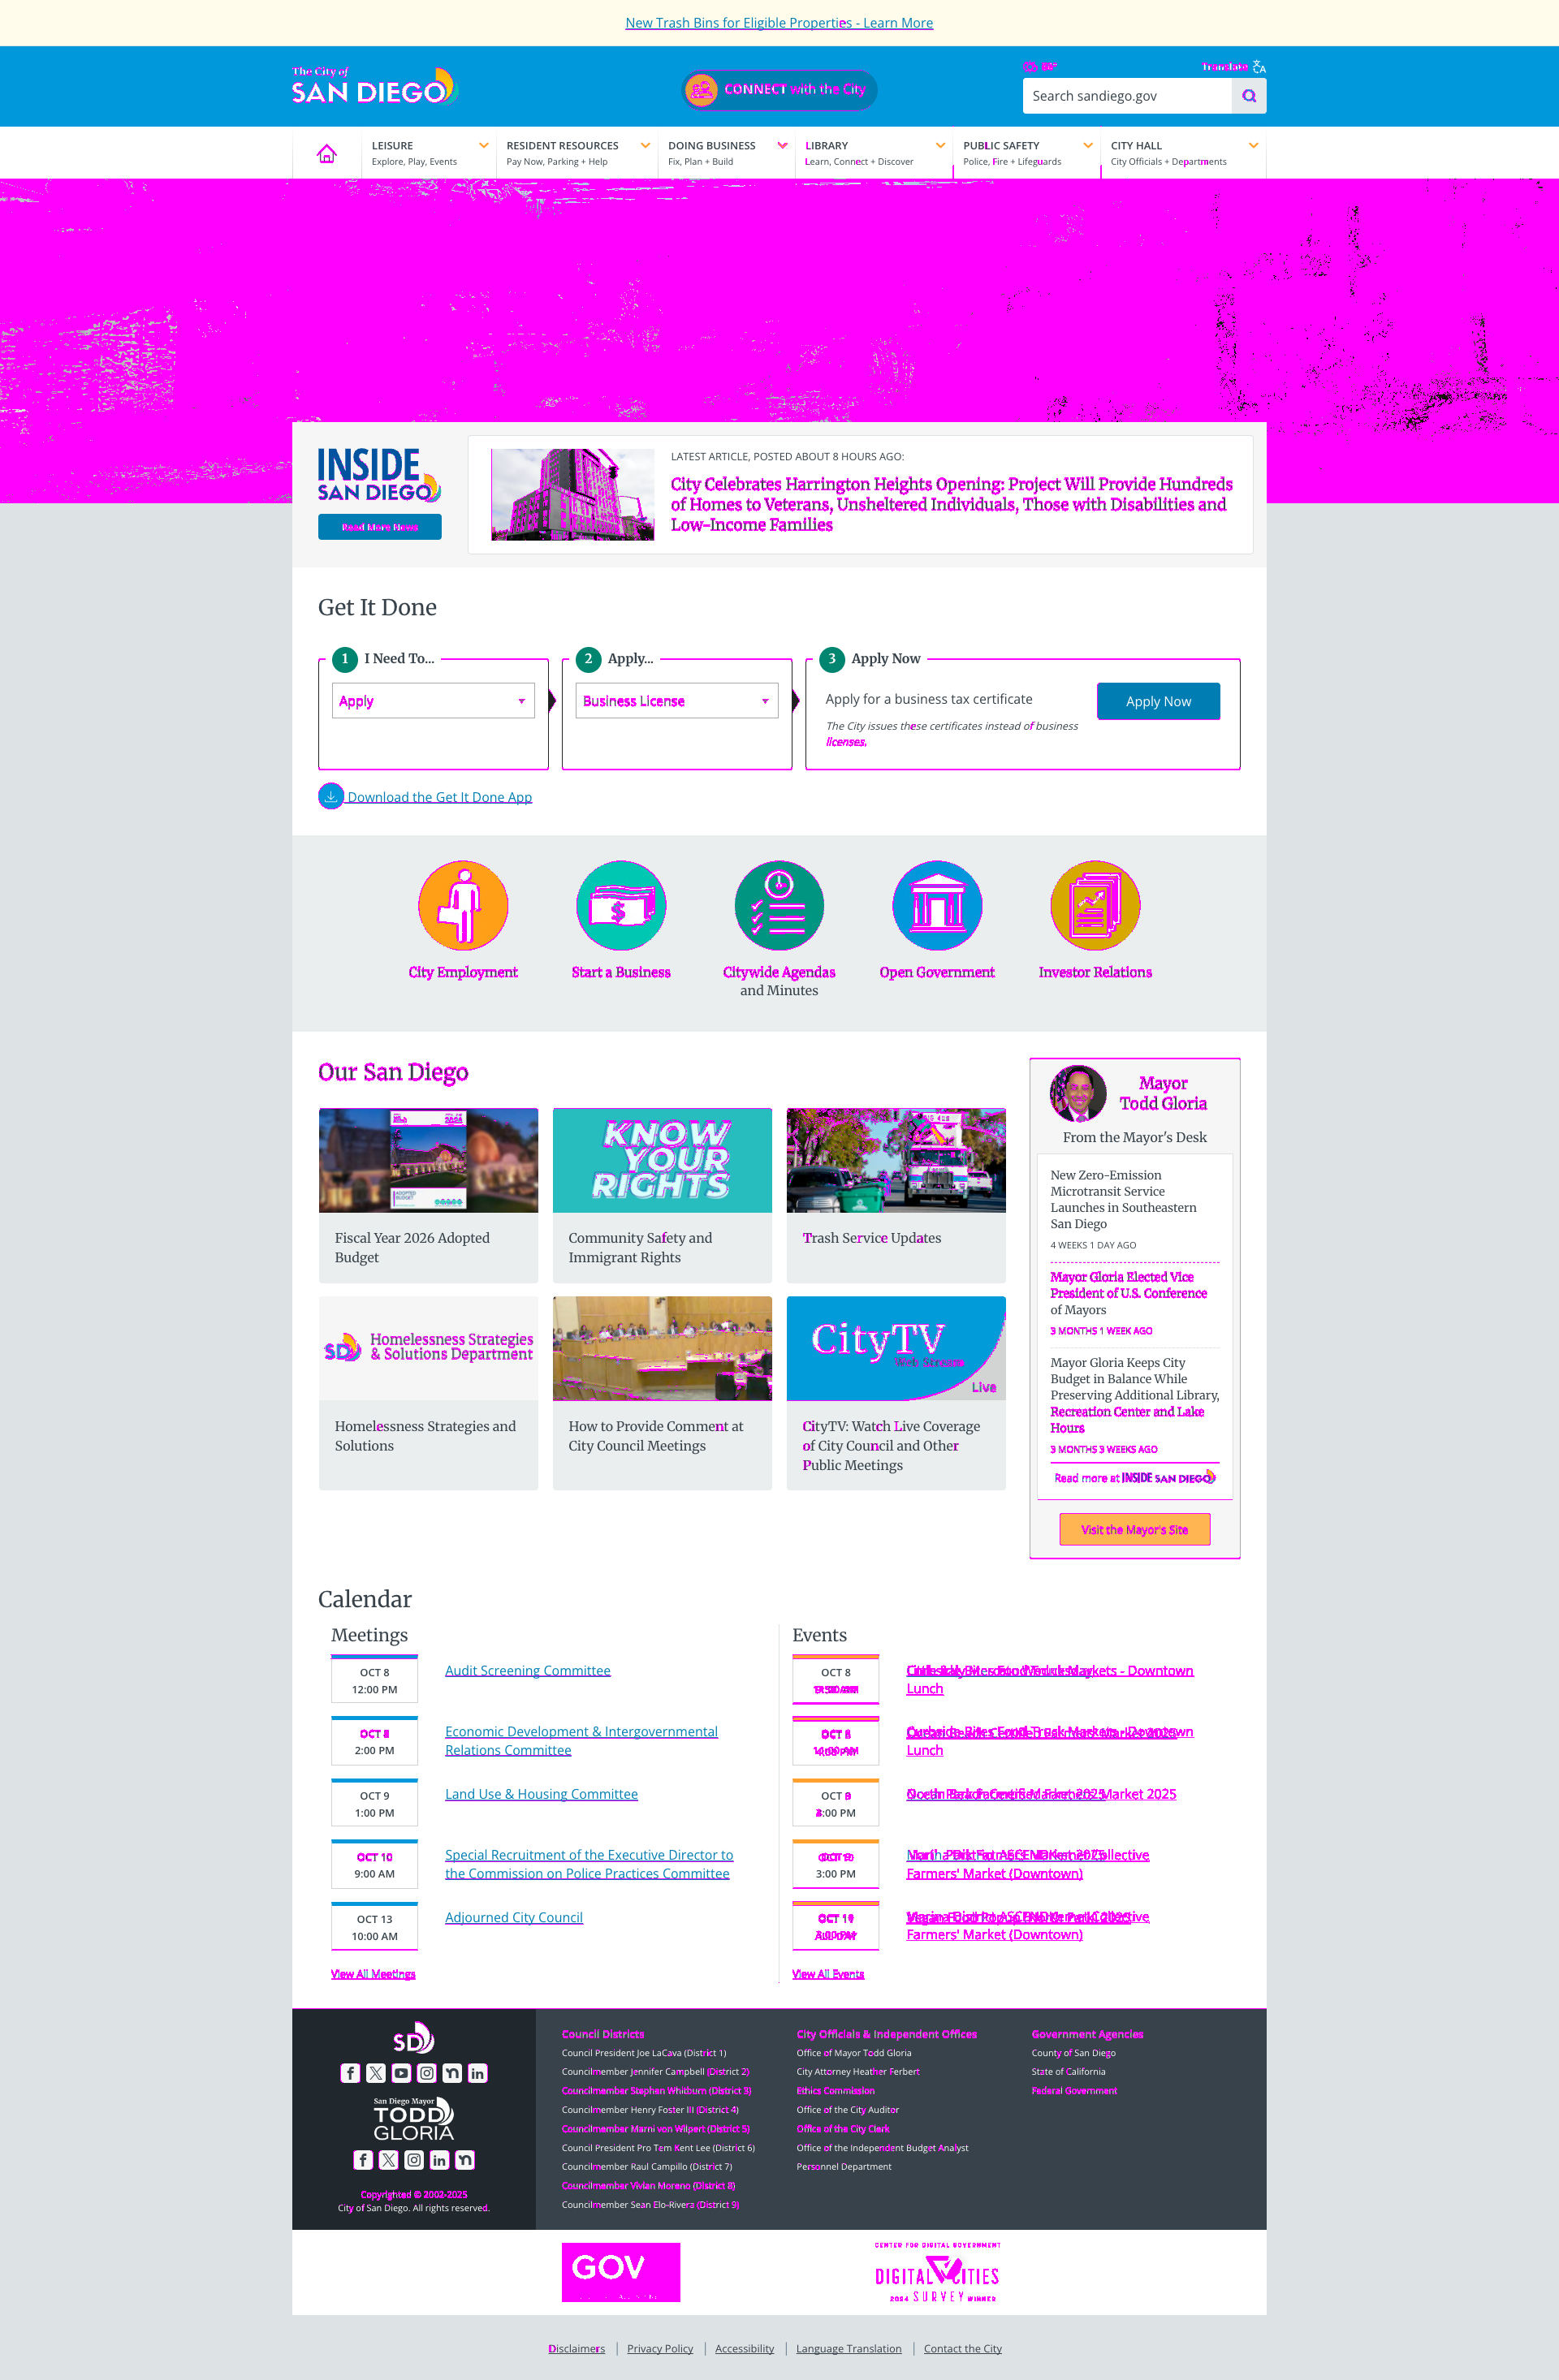 New Trash Bins for Eligible Properties - Learn More
The City of
SAN DIEGO
CONNECT with the City
Translate
Search sandiego.gov
LEISURE
Explore, Play, Events
RESIDENT RESOURCES
Pay Now, Parking + Help
DOING BUSINESS
Fix, Plan + Build
LIBRARY
Learn, Connect + Discover
PUBLIC SAFETY
Police, Fire + Lifeguards
CITY HALL
City Officials + Departments
INSIDE
SAN DIEGO
Read More News
LATEST ARTICLE, POSTED ABOUT 8 HOURS AGO:
City Celebrates Harrington Heights Opening: Project Will Provide Hundreds
of Homes to Veterans, Unsheltered Individuals, Those with Disabilities and
Low-Income Families
Get It Done
1 I Need To...
Apply
2 Apply...
Business License
3 Apply Now
Apply for a business tax certificate
The City issues these certificates instead of business
licenses.
Apply Now
Download the Get It Done App
City Employment
Start a Business
Citywide Agendas
and Minutes
Open Government
Investor Relations
Our San Diego
ADOPTED
BUDGET
Fiscal Year 2026 Adopted
Budget
KNOW
YOUR
RIGHTS
Community Safety and
Immigrant Rights
Trash Service Updates
SD Homelessness Strategies
& Solutions Department
Homelessness Strategies and
Solutions
How to Provide Comment at
City Council Meetings
CityTV
Web Stream
Live
CityTV: Watch Live Coverage
of City Council and Other
Public Meetings
Mayor
Todd Gloria
From the Mayor's Desk
New Zero-Emission
Microtransit Service
Launches in Southeastern
San Diego
4 WEEKS 1 DAY AGO
Mayor Gloria Elected Vice
President of U.S. Conference
of Mayors
3 MONTHS 1 WEEK AGO
Mayor Gloria Keeps City
Budget in Balance While
Preserving Additional Library,
Recreation Center and Lake
Hours
3 MONTHS 3 WEEKS AGO
Read more at INSIDE SAN DIEGO
Visit the Mayor's Site
Calendar
Meetings
OCT 8
12:00 PM
Audit Screening Committee
OCT 8
2:00 PM
Economic Development & Intergovernmental
Relations Committee
OCT 9
1:00 PM
Land Use & Housing Committee
OCT 10
9:00 AM
Special Recruitment of the Executive Director to
the Commission on Police Practices Committee
OCT 13
10:00 AM
Adjourned City Council
View All Meetings
Events
OCT 8
Lunch
Lunch
OCT
:00 PM
3:00 PM
Farmers' Market (Downtown)
Farmers' Market (Downtown)
View All Events
SD
San Diego Mayor
TODD
GLORIA
Copyrighted © 2002-2025
City of San Diego. All rights reserved.
Council Districts
Council President Joe LaCava (District 1)
Councilmember Jennifer Campbell (District 2)
Councilmember Stephen Whitburn (District 3)
Councilmember Henry Foster III (District 4)
Councilmember Marni von Wilpert (District 5)
Council President Pro Tem Kent Lee (District 6)
Councilmember Raul Campillo (District 7)
Councilmember Vivian Moreno (District 8)
Councilmember Sean Elo-Rivera (District 9)
City Officials & Independent Offices
Office of Mayor Todd Gloria
City Attorney Heather Ferbert
Ethics Commission
Office of the City Auditor
Office of the City Clerk
Office of the Independent Budget Analyst
Personnel Department
Government Agencies
County of San Diego
State of California
Federal Government
GOV
CENTER FOR DIGITAL GOVERNMENT
DIGITAL CITIES
2024 SURVEY WINNER
Disclaimers
Privacy Policy
Accessibility
Language Translation
Contact the City